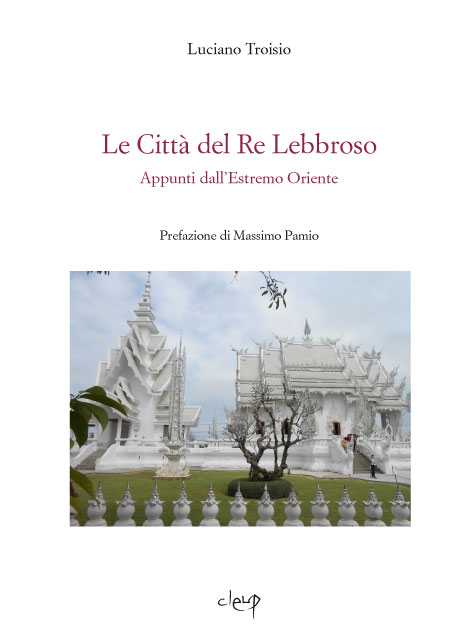 Luciano Troisio
Le Città del Re Lebbroso
Appunti dall'Estremo Oriente
Prefazione di Massimo Pamio
cleup